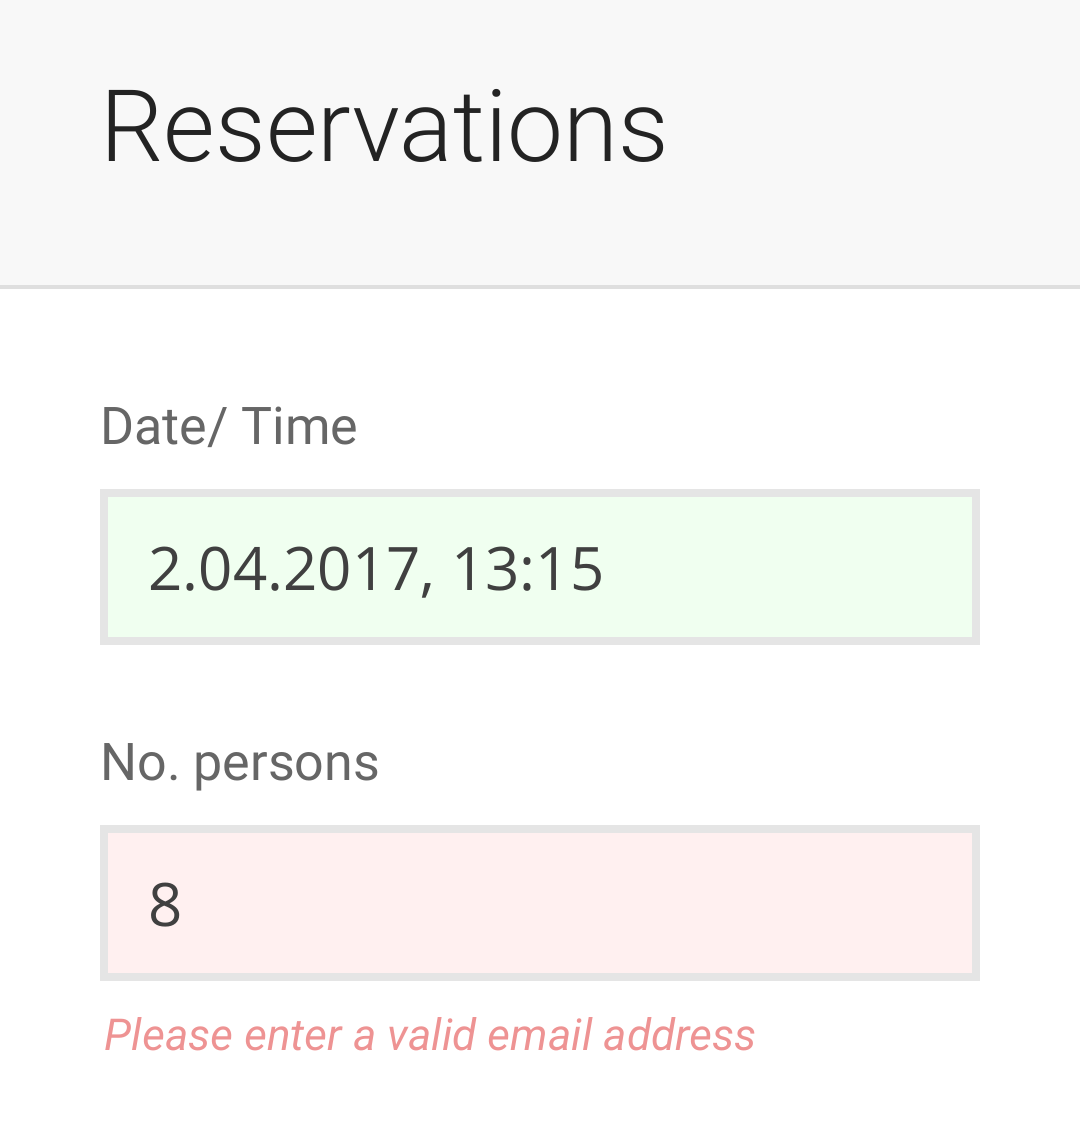 Reservations
Date/ Time
2.04.2017, 13:15
No. persons
8
Please enter a valid email address